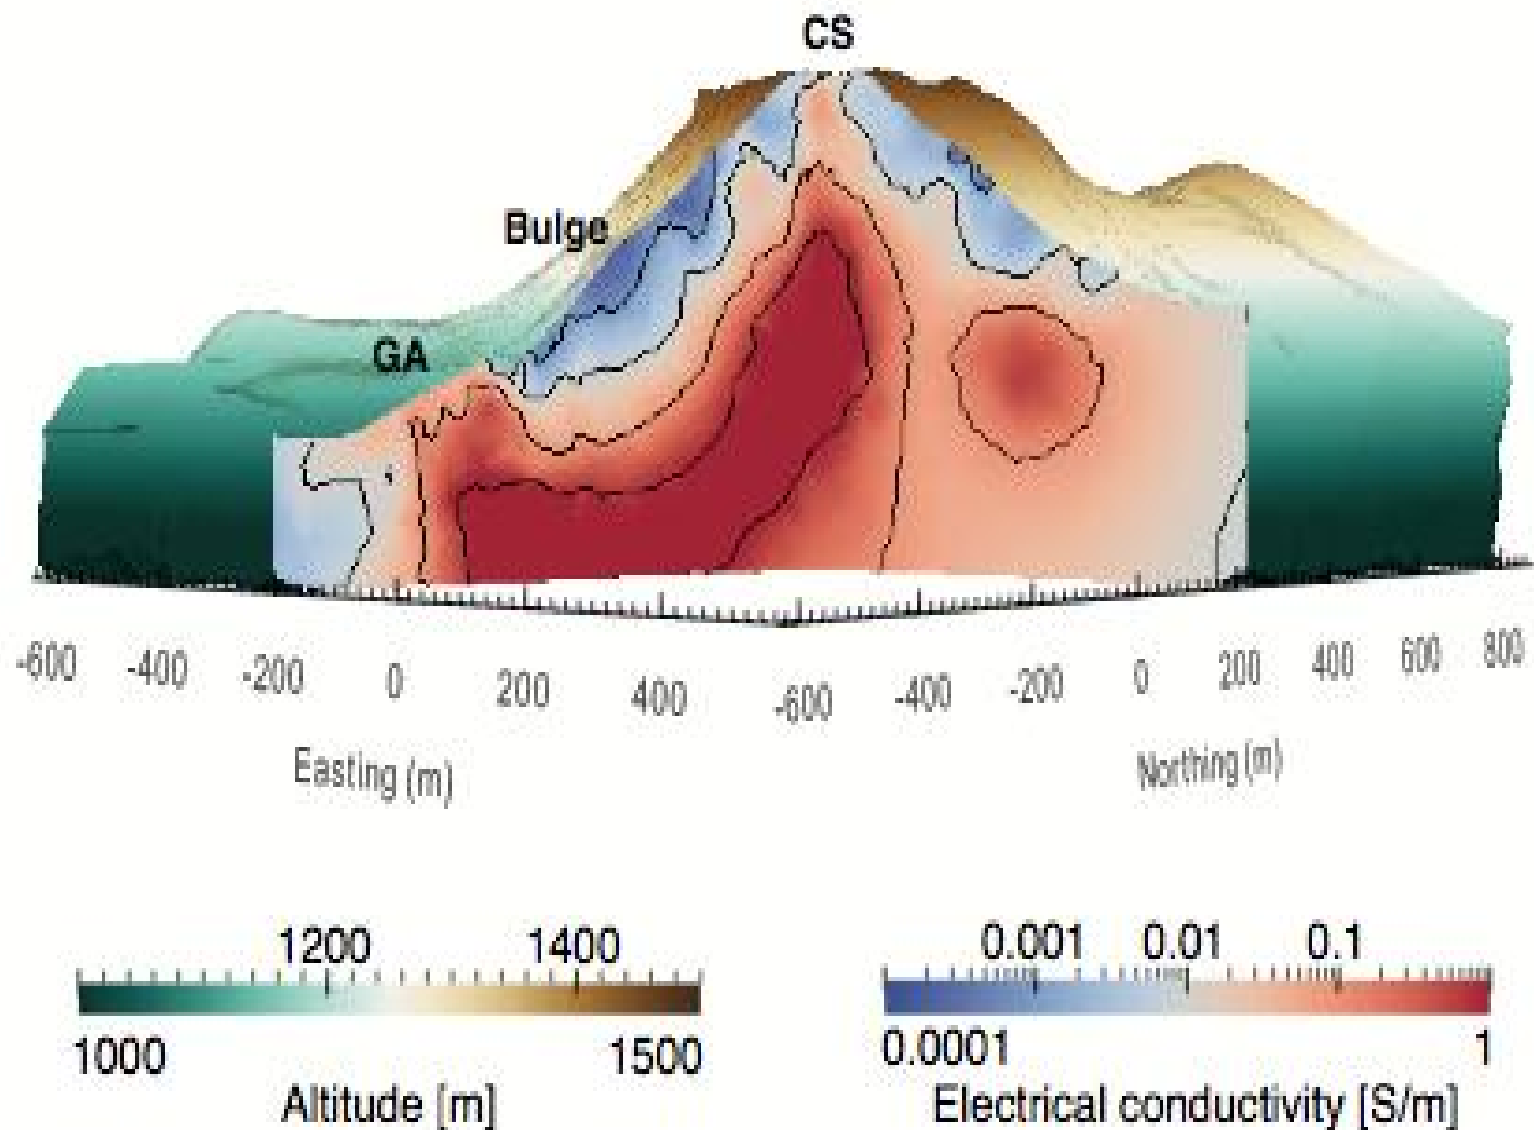 CS
Bulge
GA
-600 -400 -200 0 200 400 -600 -400 -200 0 200 400 600 800
Easting (m) Northing (m)
1200 1400
1000 1500
Altitude [m]
0.001 0.01 0.1
0.0001 1
Electrical conductivity [S/m]